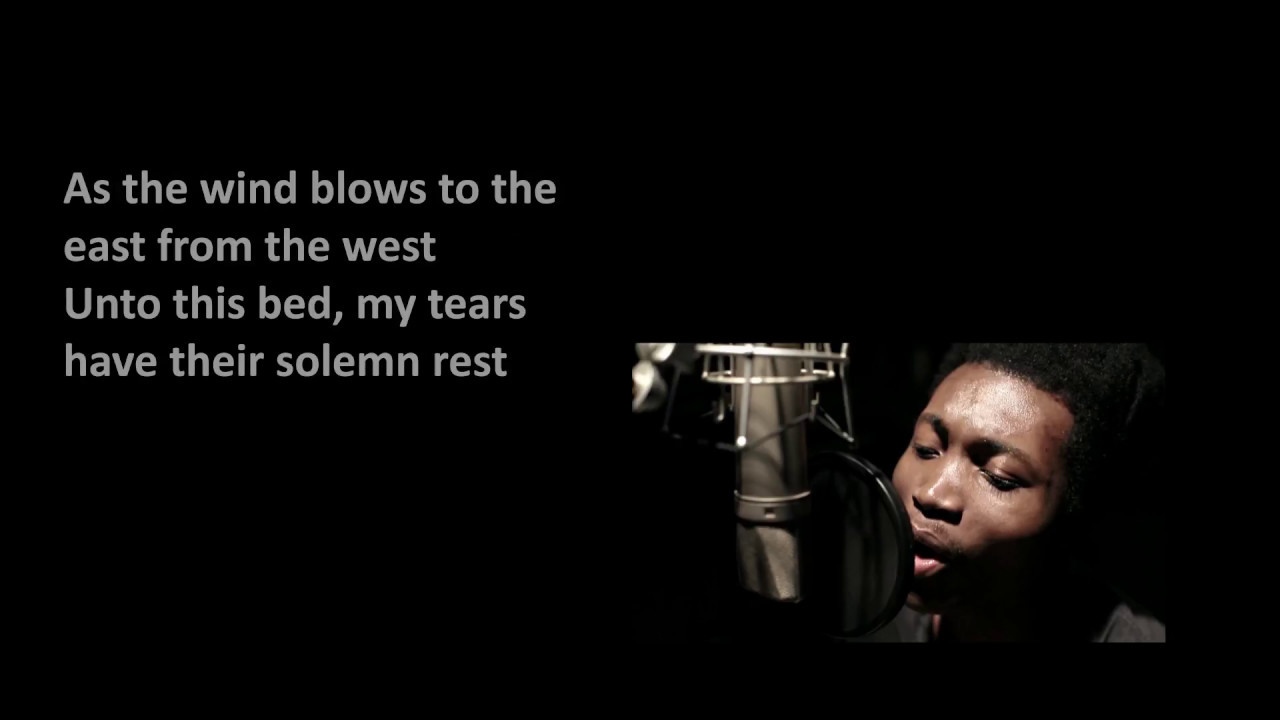 As the wind blows to the
east from the west
Unto this bed, my tears
have their solemn rest